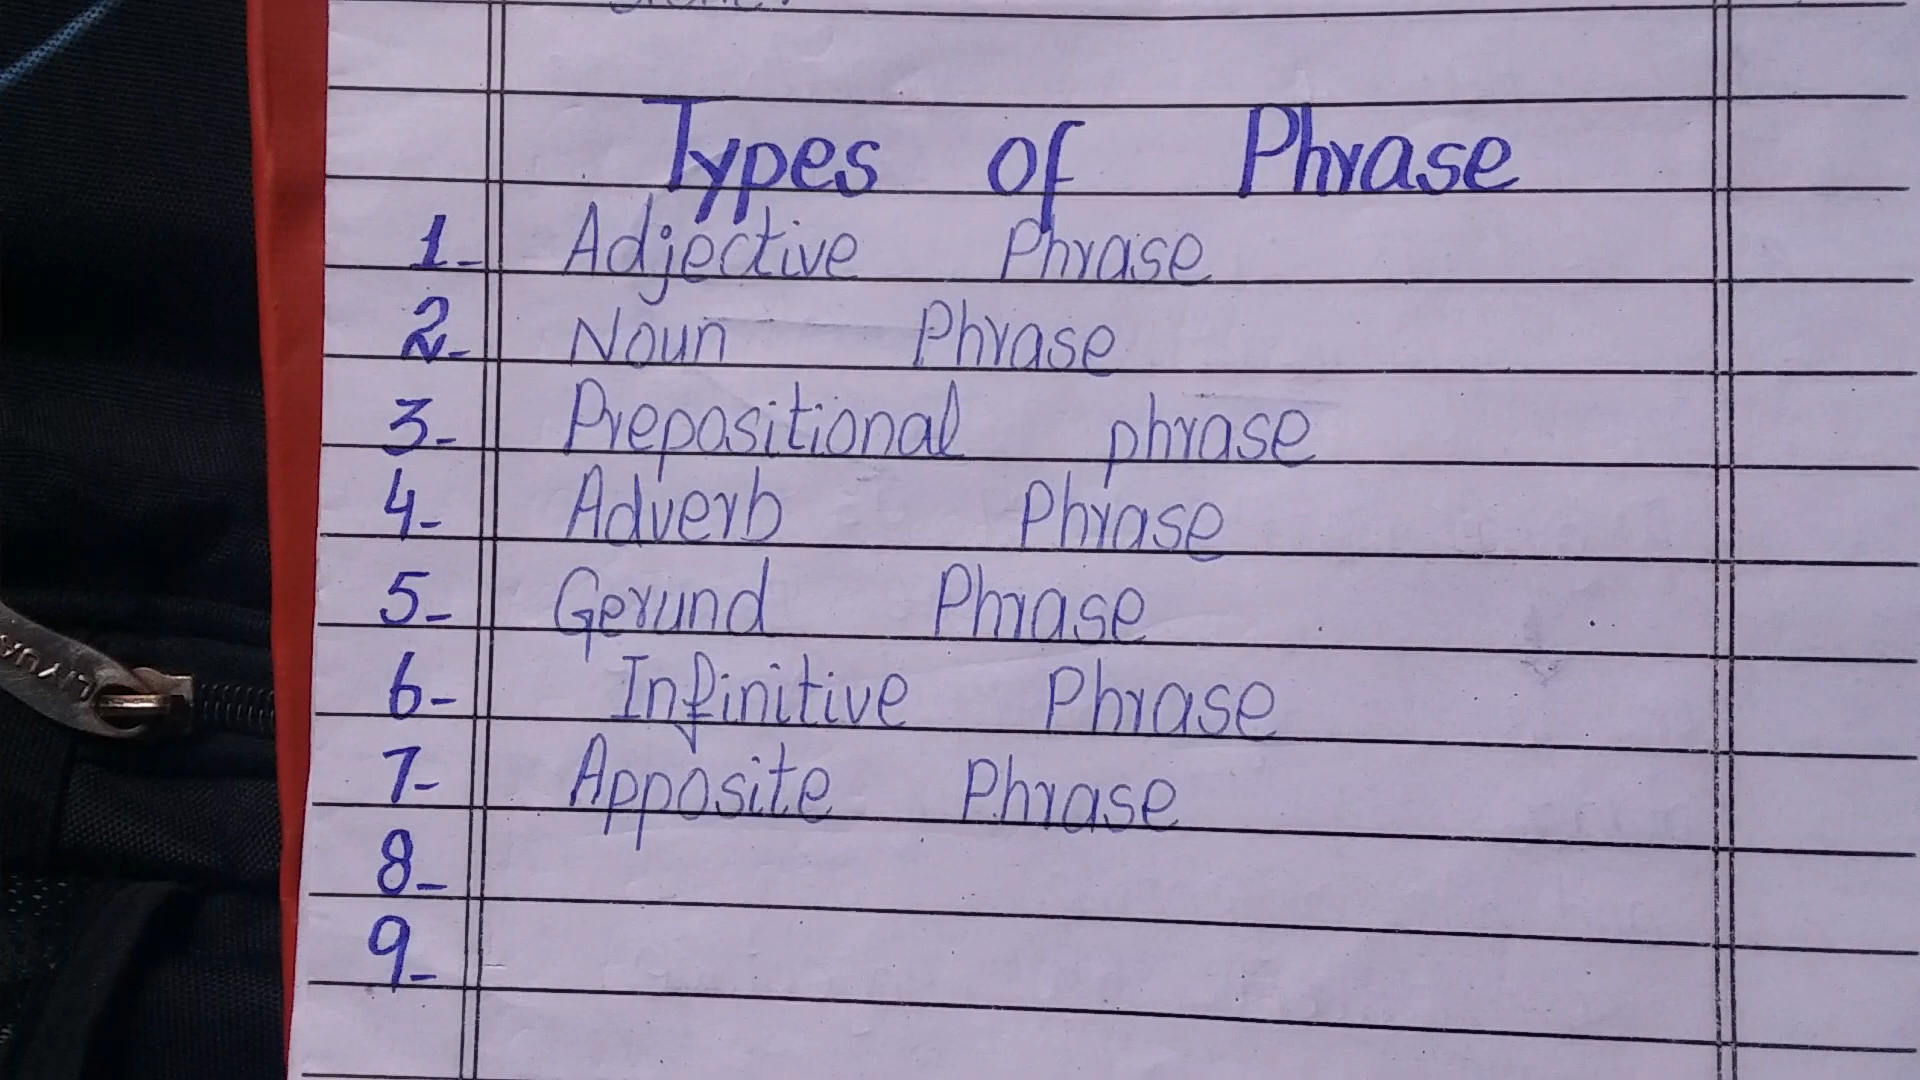 Types of Phrase
1- Adjective Phrase
2- Noun Phrase
3- Prepositional phrase
4- Adverb Phrase
5- Gerund Phrase
6- Infinitive Phrase
7- Apposite Phrase
8-
9-